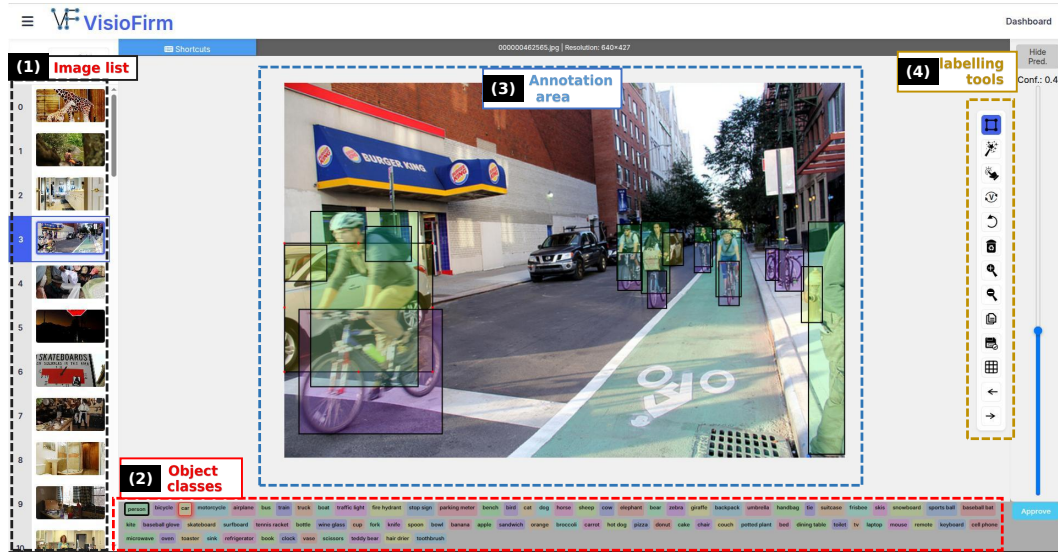 VF VisioFirm
Dashboard
Shortcuts
000000462565.jpg | Resolution: 640×427
Hide
Pred.
(1) Image list
(3) Annotation
area
(4) labelling
tools
Conf.: 0.4
BURGER KING
BURGER KING
0
1
2
3
4
5
6
SKATEBOARDS
7
8
9
10
(2) Object
classes
person bicycle car motorcycle airplane bus train truck boat traffic light fire hydrant stop sign parking meter bench bird cat dog horse sheep cow elephant bear zebra giraffe backpack umbrella handbag tie suitcase frisbee skis snowboard sports ball baseball bat
kite baseball glove skateboard surfboard tennis racket bottle wine glass cup fork knife spoon bowl banana apple sandwich orange broccoli carrot hot dog pizza donut cake chair couch potted plant bed dining table toilet tv laptop mouse remote keyboard cell phone
microwave oven toaster sink refrigerator book clock vase scissors teddy bear hair drier toothbrush
Approve